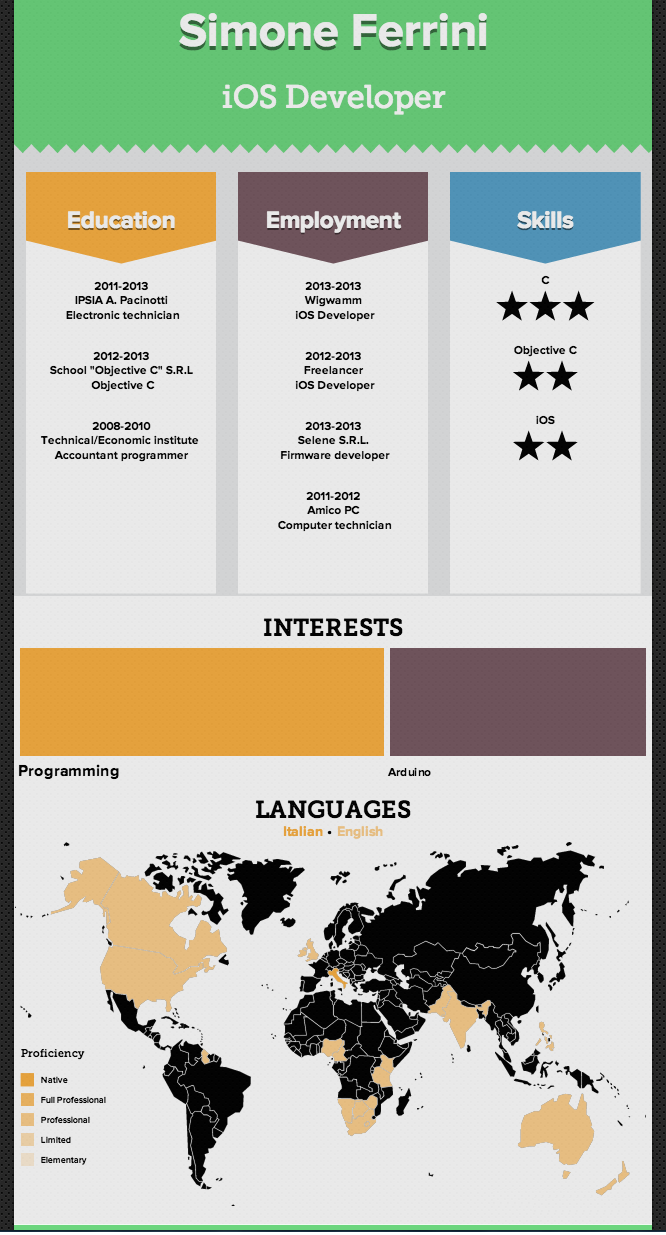 Simone Ferrini
iOS Developer
Education
2011-2013
IPSIA A. Pacinotti
Electronic technician
2012-2013
School "Objective C" S.R.L
Objective C
2008-2010
Technical/Economic institute
Accountant programmer
Employment
2013-2013
Wigwamm
iOS Developer
2012-2013
Freelancer
iOS Developer
2013-2013
Selene S.R.L.
Firmware developer
2011-2012
Amico PC
Computer technician
Skills
C
Objective C
iOS
INTERESTS
Programming
Arduino
LANGUAGES
Italian • English
Proficiency
Native
Full Professional
Professional
Limited
Elementary